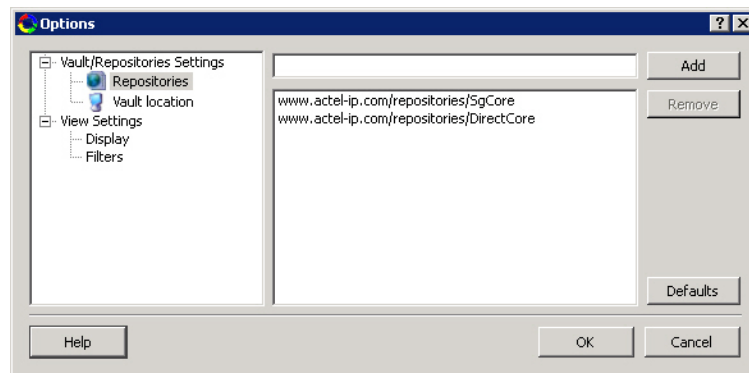 Options
Vault/Repositories Settings
Repositories
Vault location
View Settings
Display
Filters
Add
www.actel-ip.com/repositories/SgCore
www.actel-ip.com/repositories/DirectCore
Remove
Defaults
Help
OK
Cancel